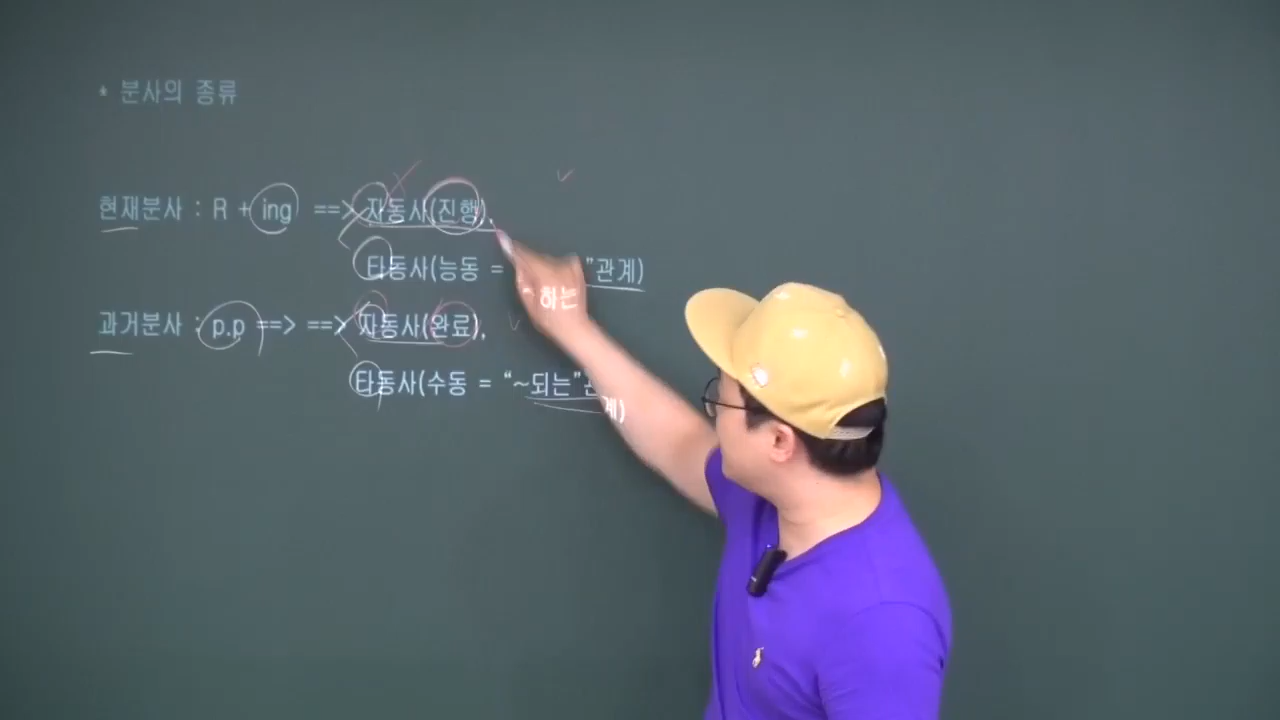 * 분사의 종류
현재분사 : R + ing ==> 자동사(진행),
타동사(능동 = "~하는"관계)
과거분사 : p.p ==> ==> 자동사(완료),
타동사(수동 = "~되는"관계)